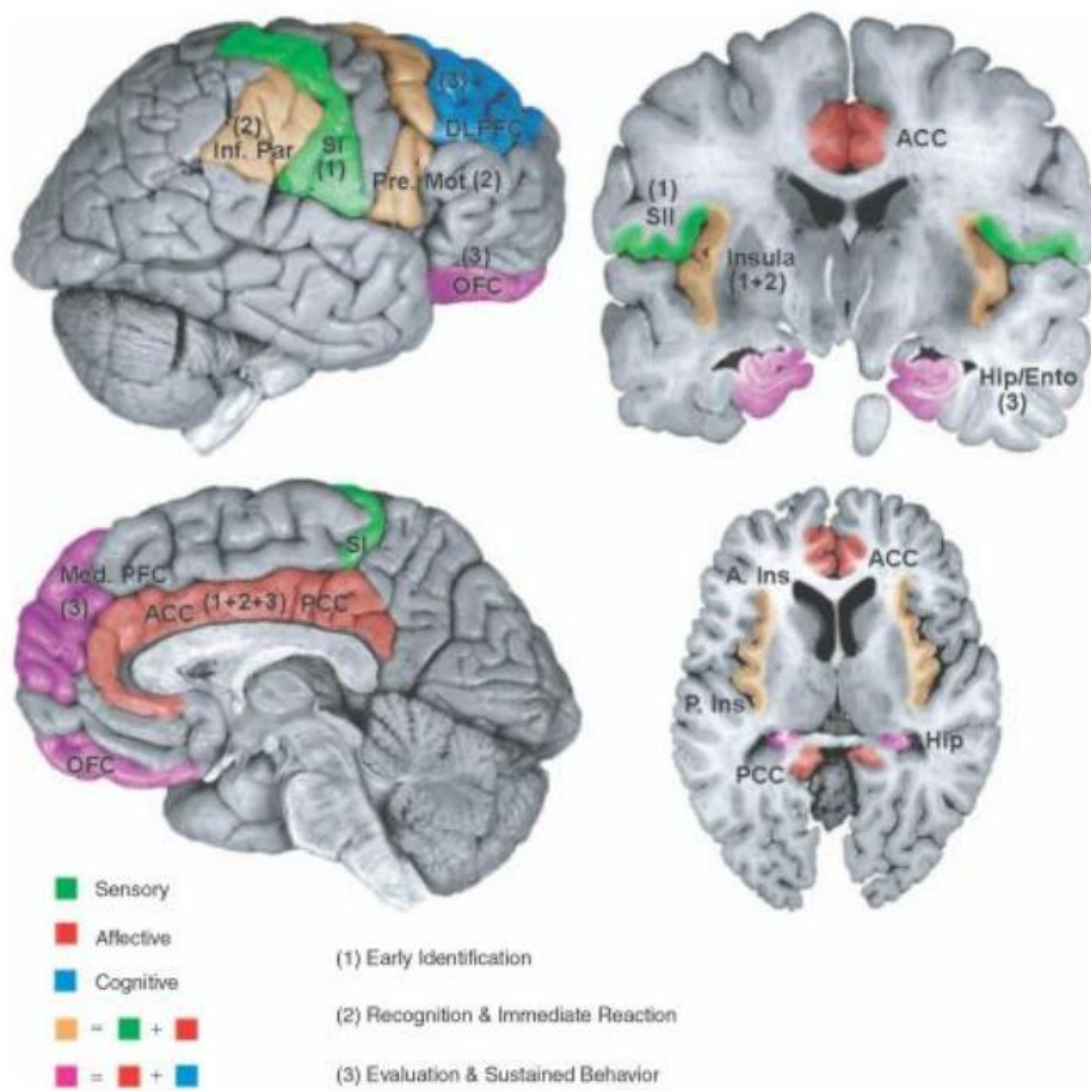 (3)
DLPFC
(2)
Inf. Par
SI
(1)
Pre. Mot (2)
(3)
OFC
ACC
(1)
SII
Insula
(1+2)
Hip/Ento
(3)
SI
Med. PFC
(3)
ACC (1+2+3) PCC
OFC
ACC
A. Ins
P. Ins
Hip
PCC
Sensory
Affective
Cognitive
= +
= +
(1) Early Identification
(2) Recognition & Immediate Reaction
(3) Evaluation & Sustained Behavior